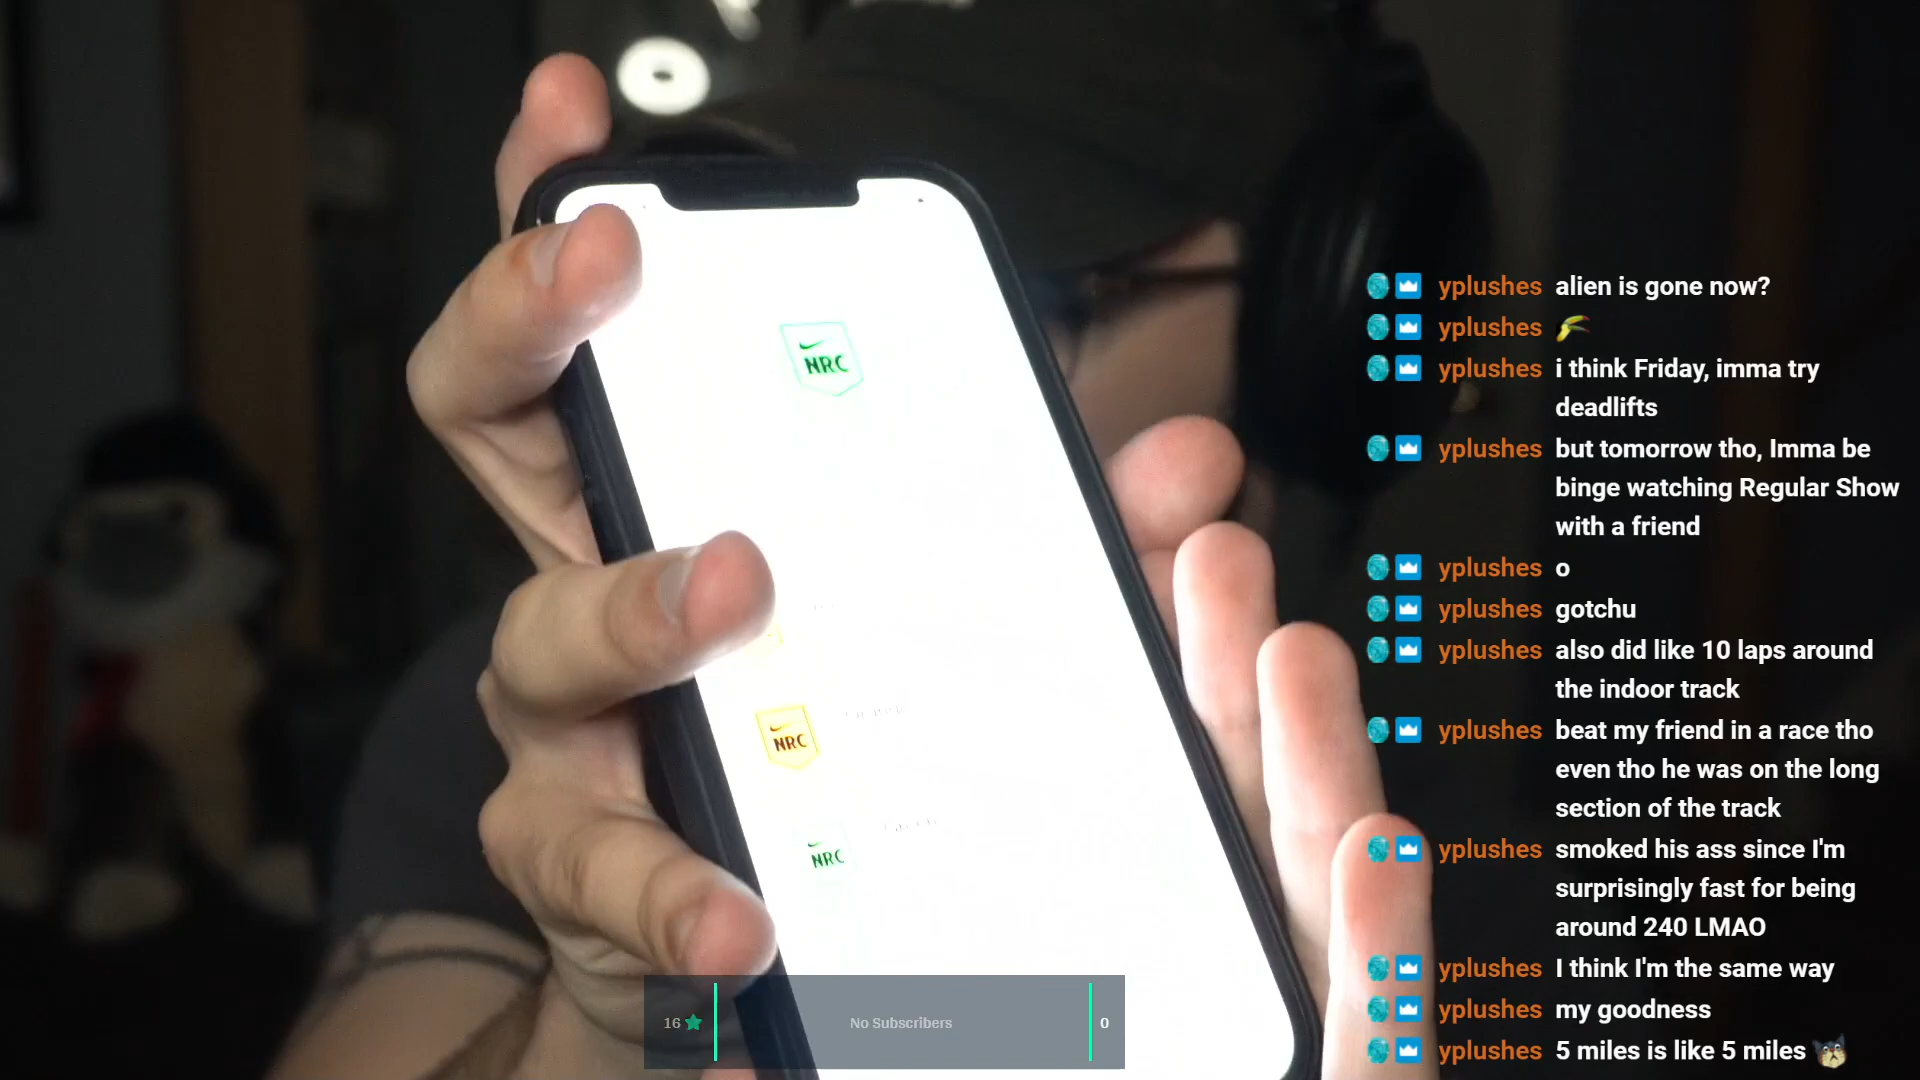 NRC
NRC
NRC
yplushes alien is gone now?
yplushes
yplushes i think Friday, imma try
deadlifts
yplushes but tomorrow tho, Imma be
binge watching Regular Show
with a friend
yplushes o
yplushes gotchu
yplushes also did like 10 laps around
the indoor track
yplushes beat my friend in a race tho
even tho he was on the long
section of the track
yplushes smoked his ass since I'm
surprisingly fast for being
around 240 LMAO
yplushes I think I'm the same way
yplushes my goodness
yplushes 5 miles is like 5 miles
16 No Subscribers 0